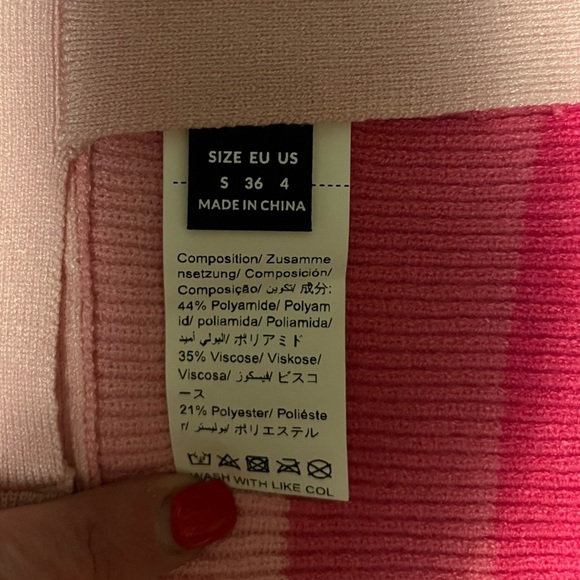 SIZE EU US
S 36 4
MADE IN CHINA
Composition/ Zusamme
nsetzung/ Composición/
Composição/ تكوين/ 成分:
44% Polyamide/ Polyam
id/ poliamida/ Poliamida/
البولي أميد/ ポリアミド
35% Viscose/ Viskose/
Viscosa/ فيسكوز/ ビスコ
ース
21% Polyester/ Poliéste
r/ بوليستر/ ポリエステル
WASH WITH LIKE COL